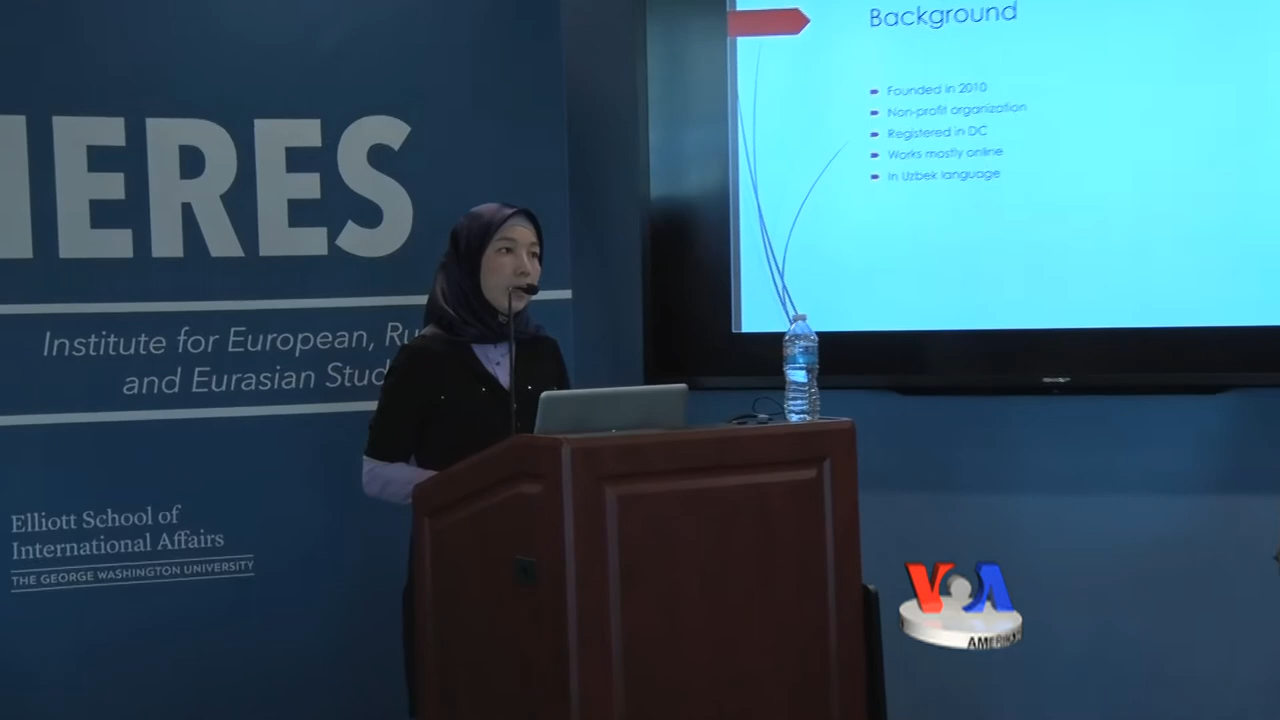 IERES
Institute for European, Ru
and Eurasian Stud
Elliott School of
International Affairs
THE GEORGE WASHINGTON UNIVERSITY
Background
Founded in 2010
Non-profit organization
Registered in DC
Works mostly online
In Uzbek language
VOA
AMERIK